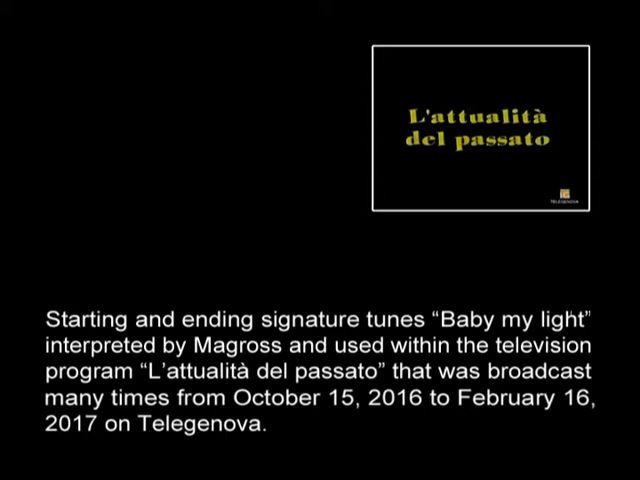 L'attualità
del passato
TELEGENOVA
Starting and ending signature tunes “Baby my light”
interpreted by Magross and used within the television
program “L’attualità del passato” that was broadcast
many times from October 15, 2016 to February 16,
2017 on Telegenova.